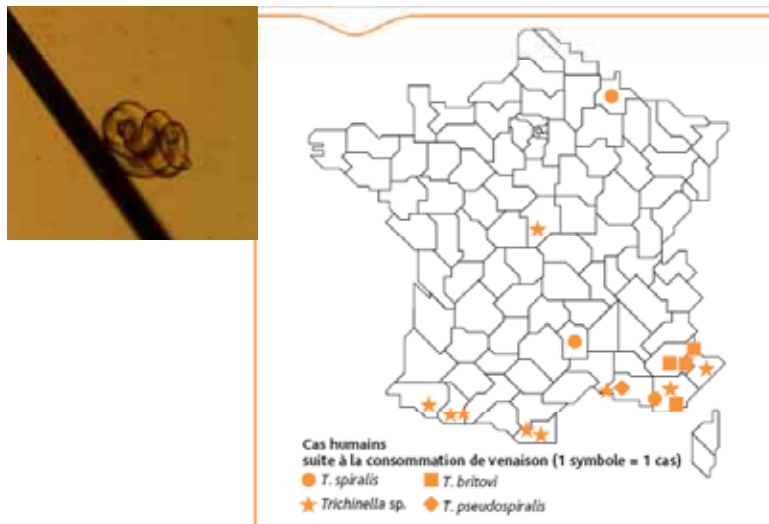 Cas humains
suite à la consommation de venaison (1 symbole = 1 cas)
T. spiralis T. britovi
Trichinella sp. T. pseudospiralis